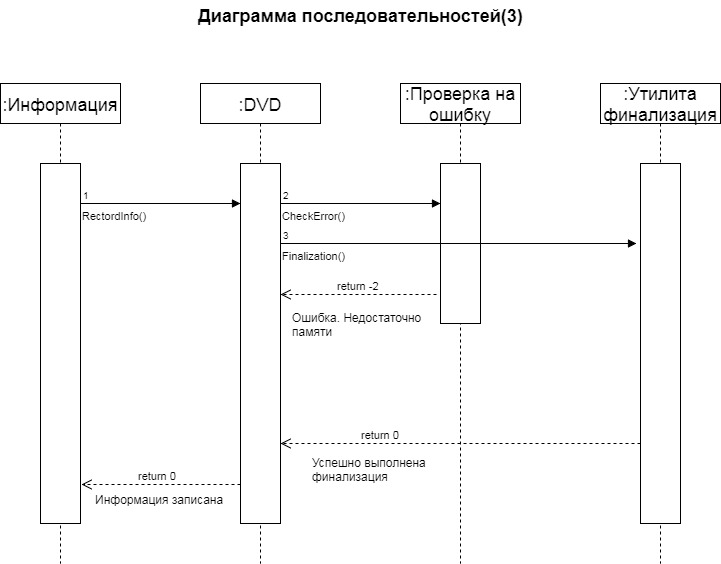 Диаграмма последовательностей(3)
:Информация
:DVD
:Проверка на
ошибку
:Утилита
финализация
1
RectordInfo()
2
CheckError()
3
Finalization()
return -2
Ошибка. Недостаточно
памяти
return 0
Успешно выполнена
финализация
return 0
Информация записана